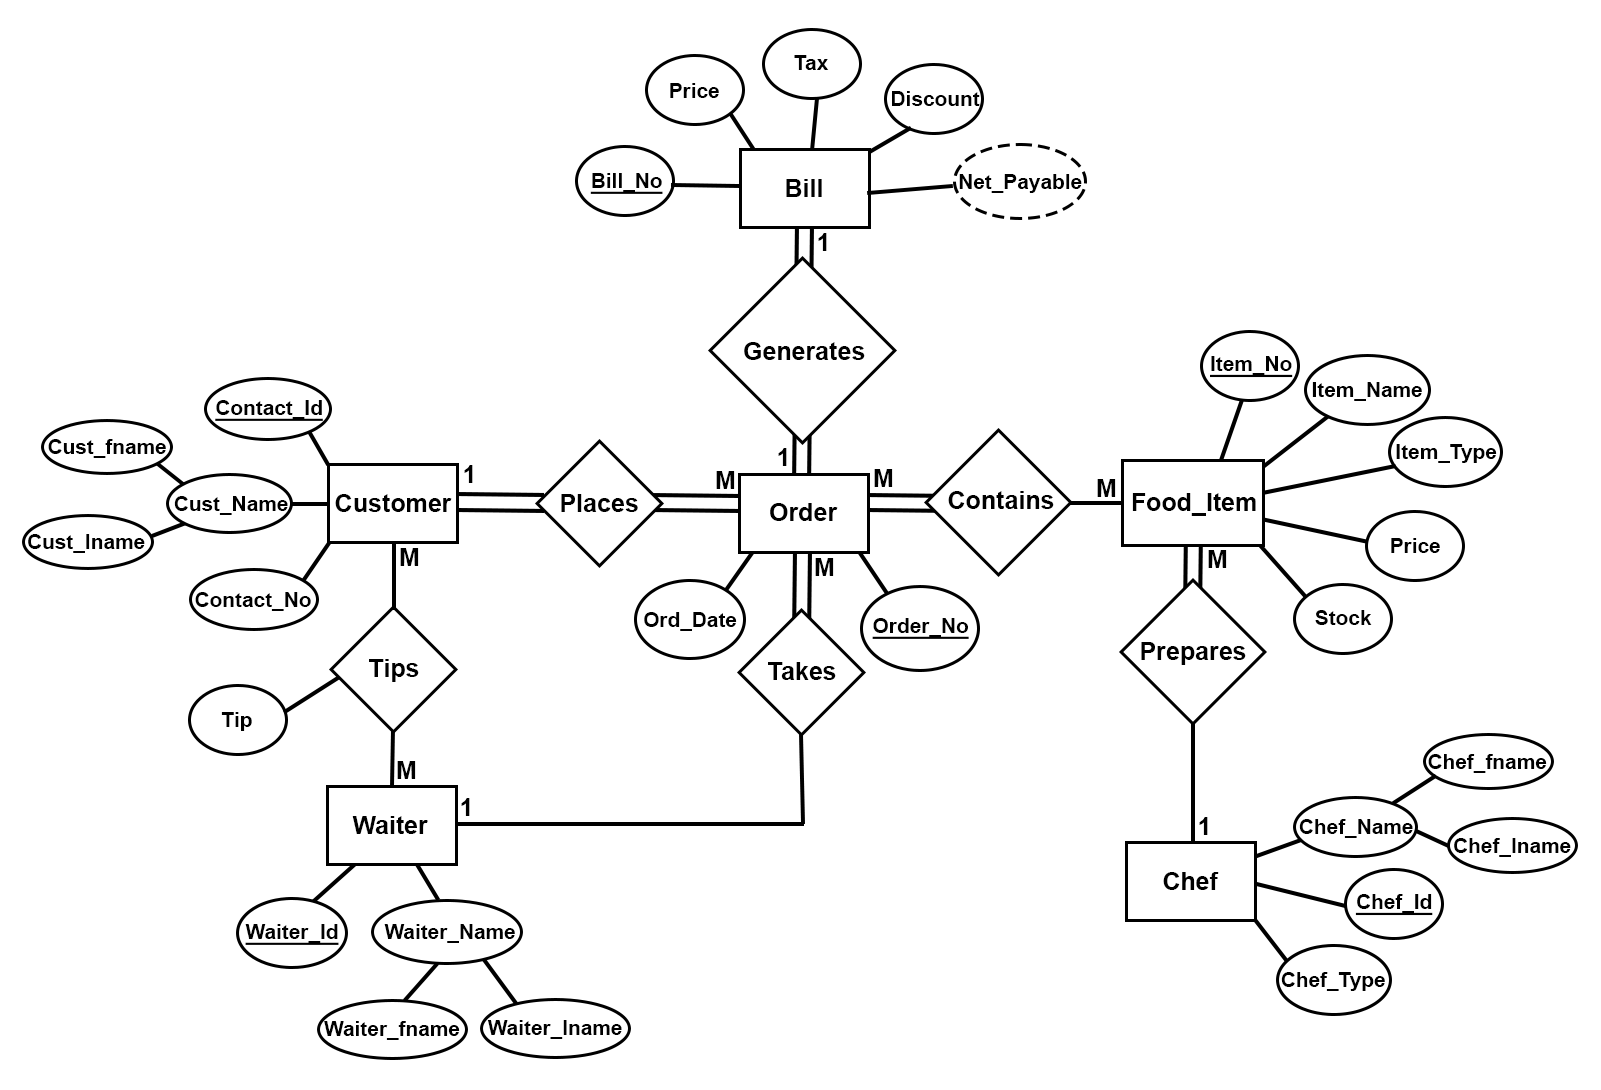 Tax
Price
Discount
Bill_No
Bill
Net_Payable
1
Generates
1
Contact_Id
Cust_fname
Cust_Name
Cust_lname
Contact_No
Customer
1
Places
M
Order
M
Contains
M
Food_Item
Item_No
Item_Name
Item_Type
Price
Stock
M
M
M
Ord_Date
Order_No
Takes
Tips
Tip
Prepares
M
Waiter
1
1
Chef
Chef_fname
Chef_Name
Chef_lname
Chef_Id
Chef_Type
Waiter_Id
Waiter_Name
Waiter_fname
Waiter_lname